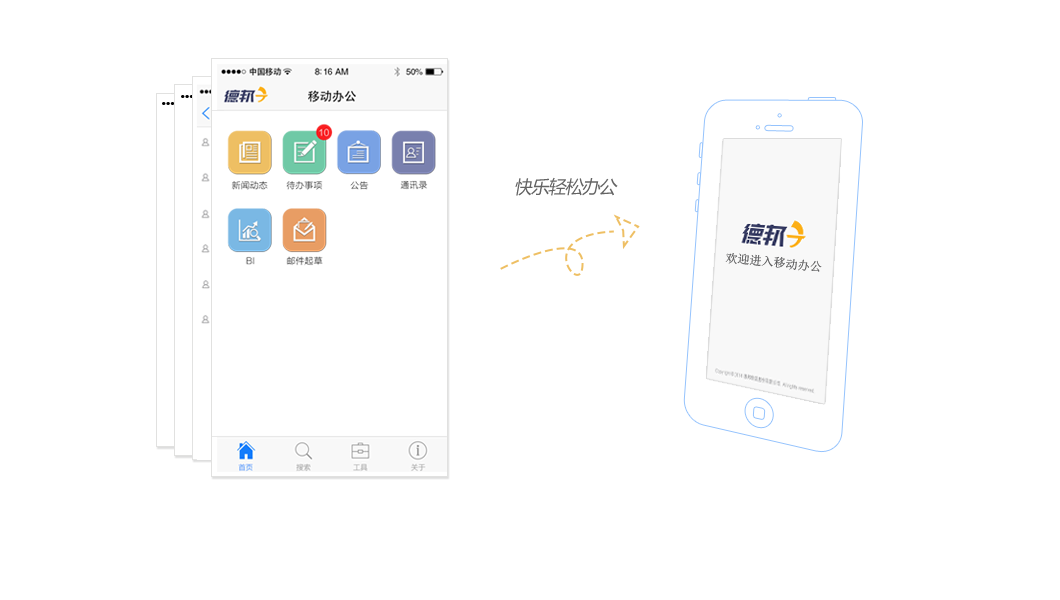 中国移动
8:16 AM
50%
德邦
移动办公
10
新闻动态
待办事项
公告
通讯录
BI
邮件起草
首页
搜索
工具
关于
快乐轻松办公
德邦
欢迎进入移动办公